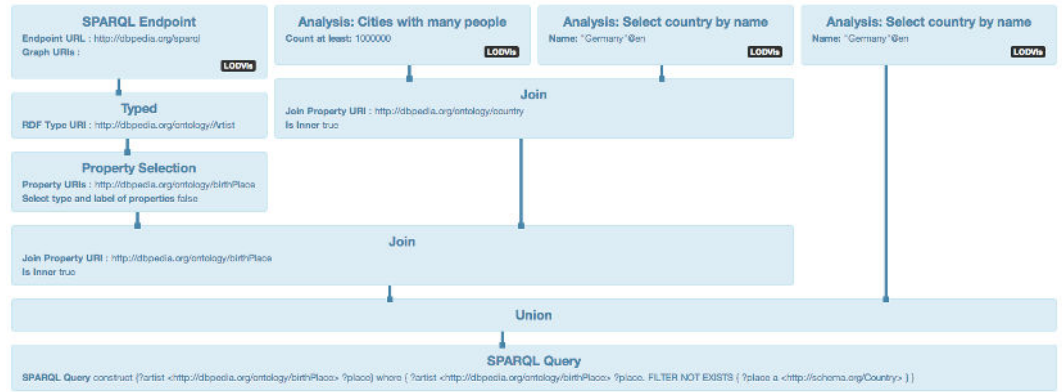 SPARQL Endpoint
Endpoint URL : http://dbpedia.org/sparql
Graph URIs :
LODVis
Analysis: Cities with many people
Count at least: 1000000
LODVis
Analysis: Select country by name
Name: "Germany"@en
LODVis
Analysis: Select country by name
Name: "Germany"@en
LODVis
Typed
RDF Type URI : http://dbpedia.org/ontology/Artist
Join
Join Property URI : http://dbpedia.org/ontology/country
Is Inner true
Property Selection
Property URIs : http://dbpedia.org/ontology/birthPlace
Select type and label of properties false
Join
Join Property URI : http://dbpedia.org/ontology/birthPlace
Is Inner true
Union
SPARQL Query
SPARQL Query construct {?artist <http://dbpedia.org/ontology/birthPlace> ?place} where { ?artist <http://dbpedia.org/ontology/birthPlace> ?place. FILTER NOT EXISTS { ?place a <http://schema.org/Country> } }